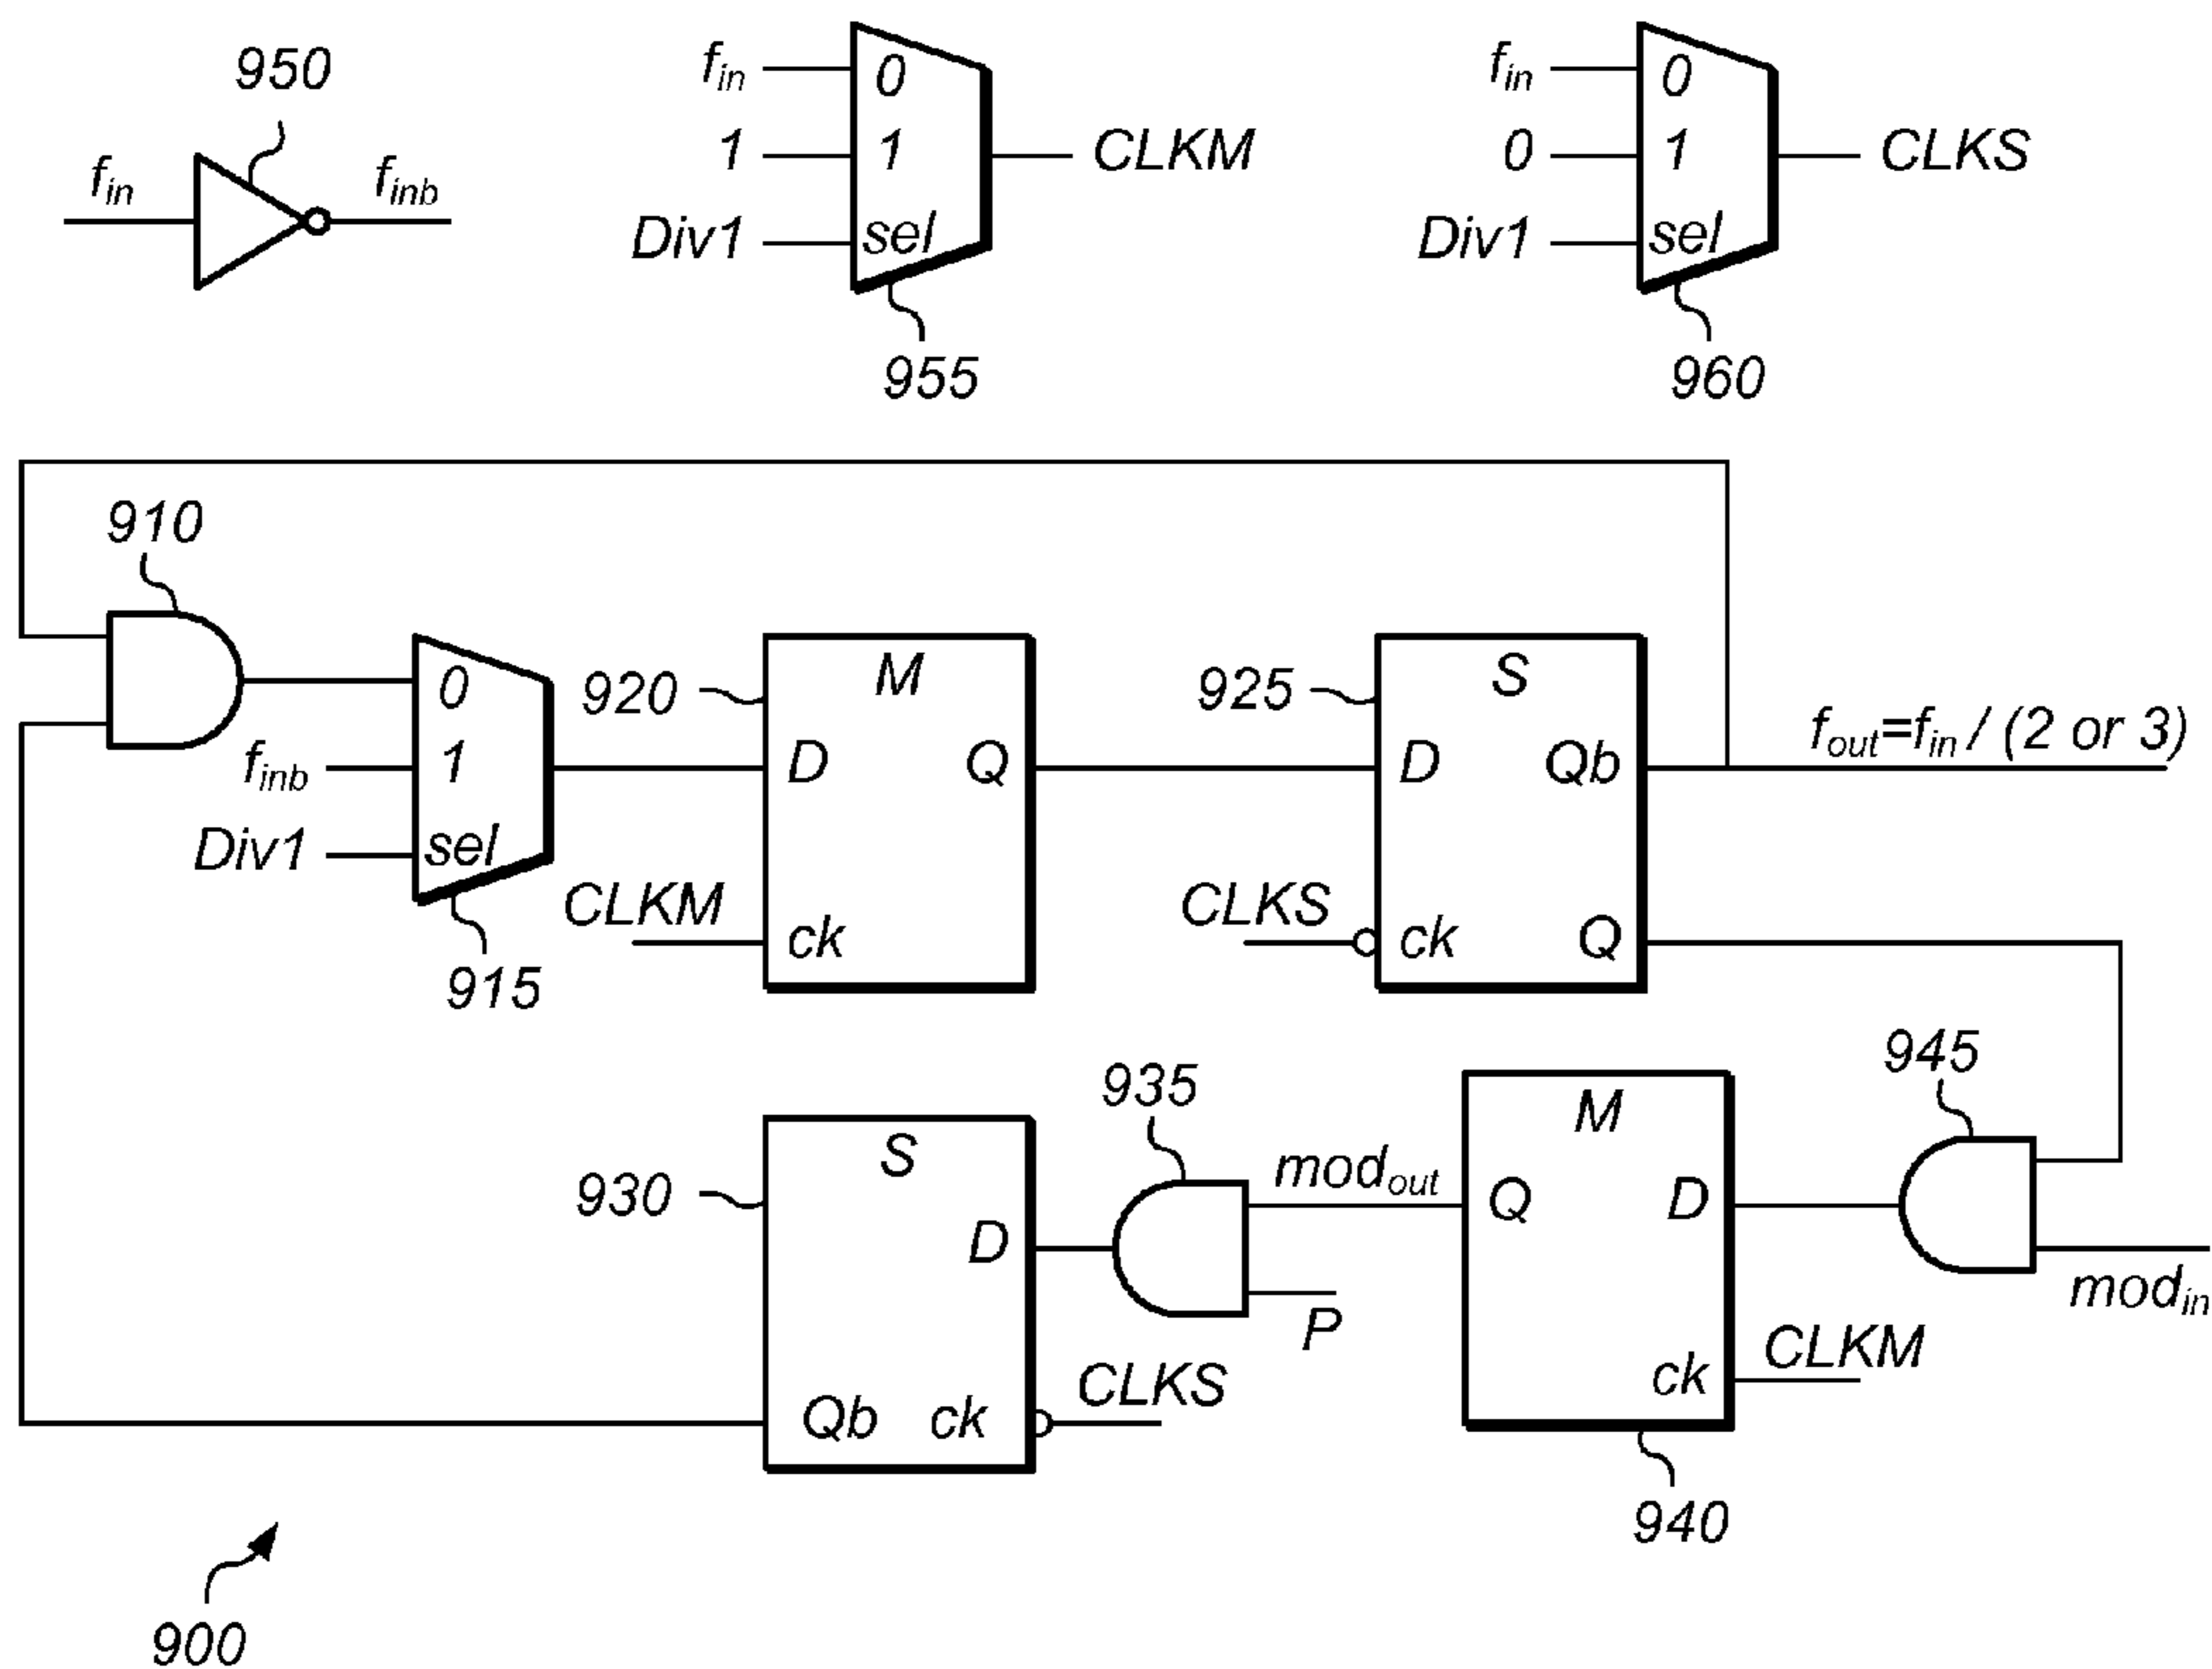 950
f_in
f_inb
f_in
0
1
1
CLKM
Div1
sel
955
f_in
0
0
1
CLKS
Div1
sel
960
910
0
f_inb
1
Div1
sel
915
920
M
D
Q
CLKM
ck
925
S
D
Qb
CLKS
ck
Q
f_out=f_in / (2 or 3)
930
S
D
Qb
ck
CLKS
935
mod_out
P
M
Q
D
ck
CLKM
940
945
mod_in
900